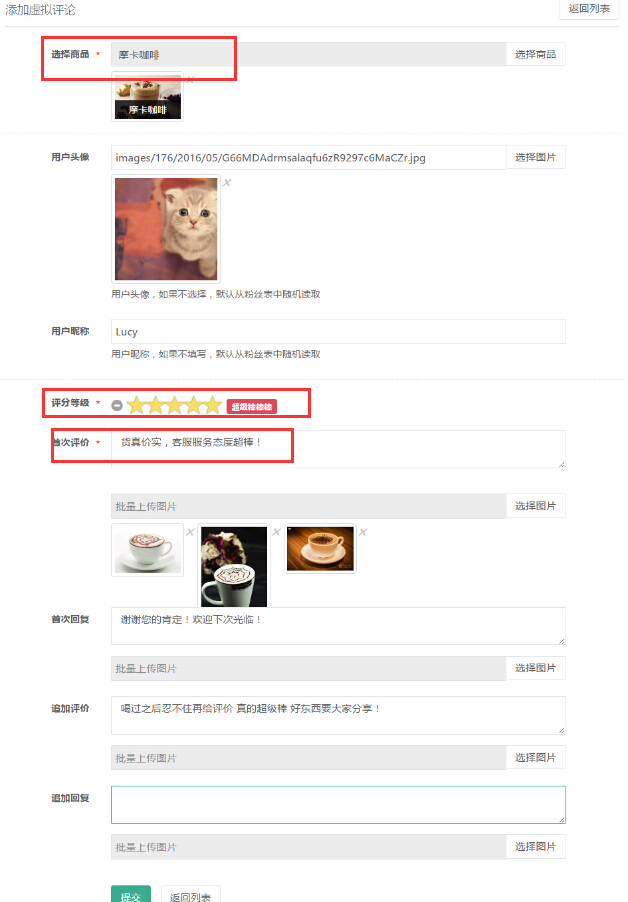 添加虚拟评论
返回列表
选择商品 *
摩卡咖啡
选择商品
摩卡咖啡
用户头像
images/176/2016/05/G66MDAdrmsalaqfu6zR9297c6MaCZr.jpg
选择图片
用户头像，如果不选择，默认从粉丝表中随机读取
用户昵称
Lucy
用户昵称，如果不填写，默认从粉丝表中随机读取
评分等级 *
超级棒棒棒
首次评价 *
货真价实，客服服务态度超棒！
批量上传图片
选择图片
首次回复
谢谢您的肯定！欢迎下次光临！
批量上传图片
选择图片
追加评价
喝过之后忍不住再给评价 真的超级棒 好东西要大家分享！
批量上传图片
选择图片
追加回复
批量上传图片
选择图片
提交
返回列表